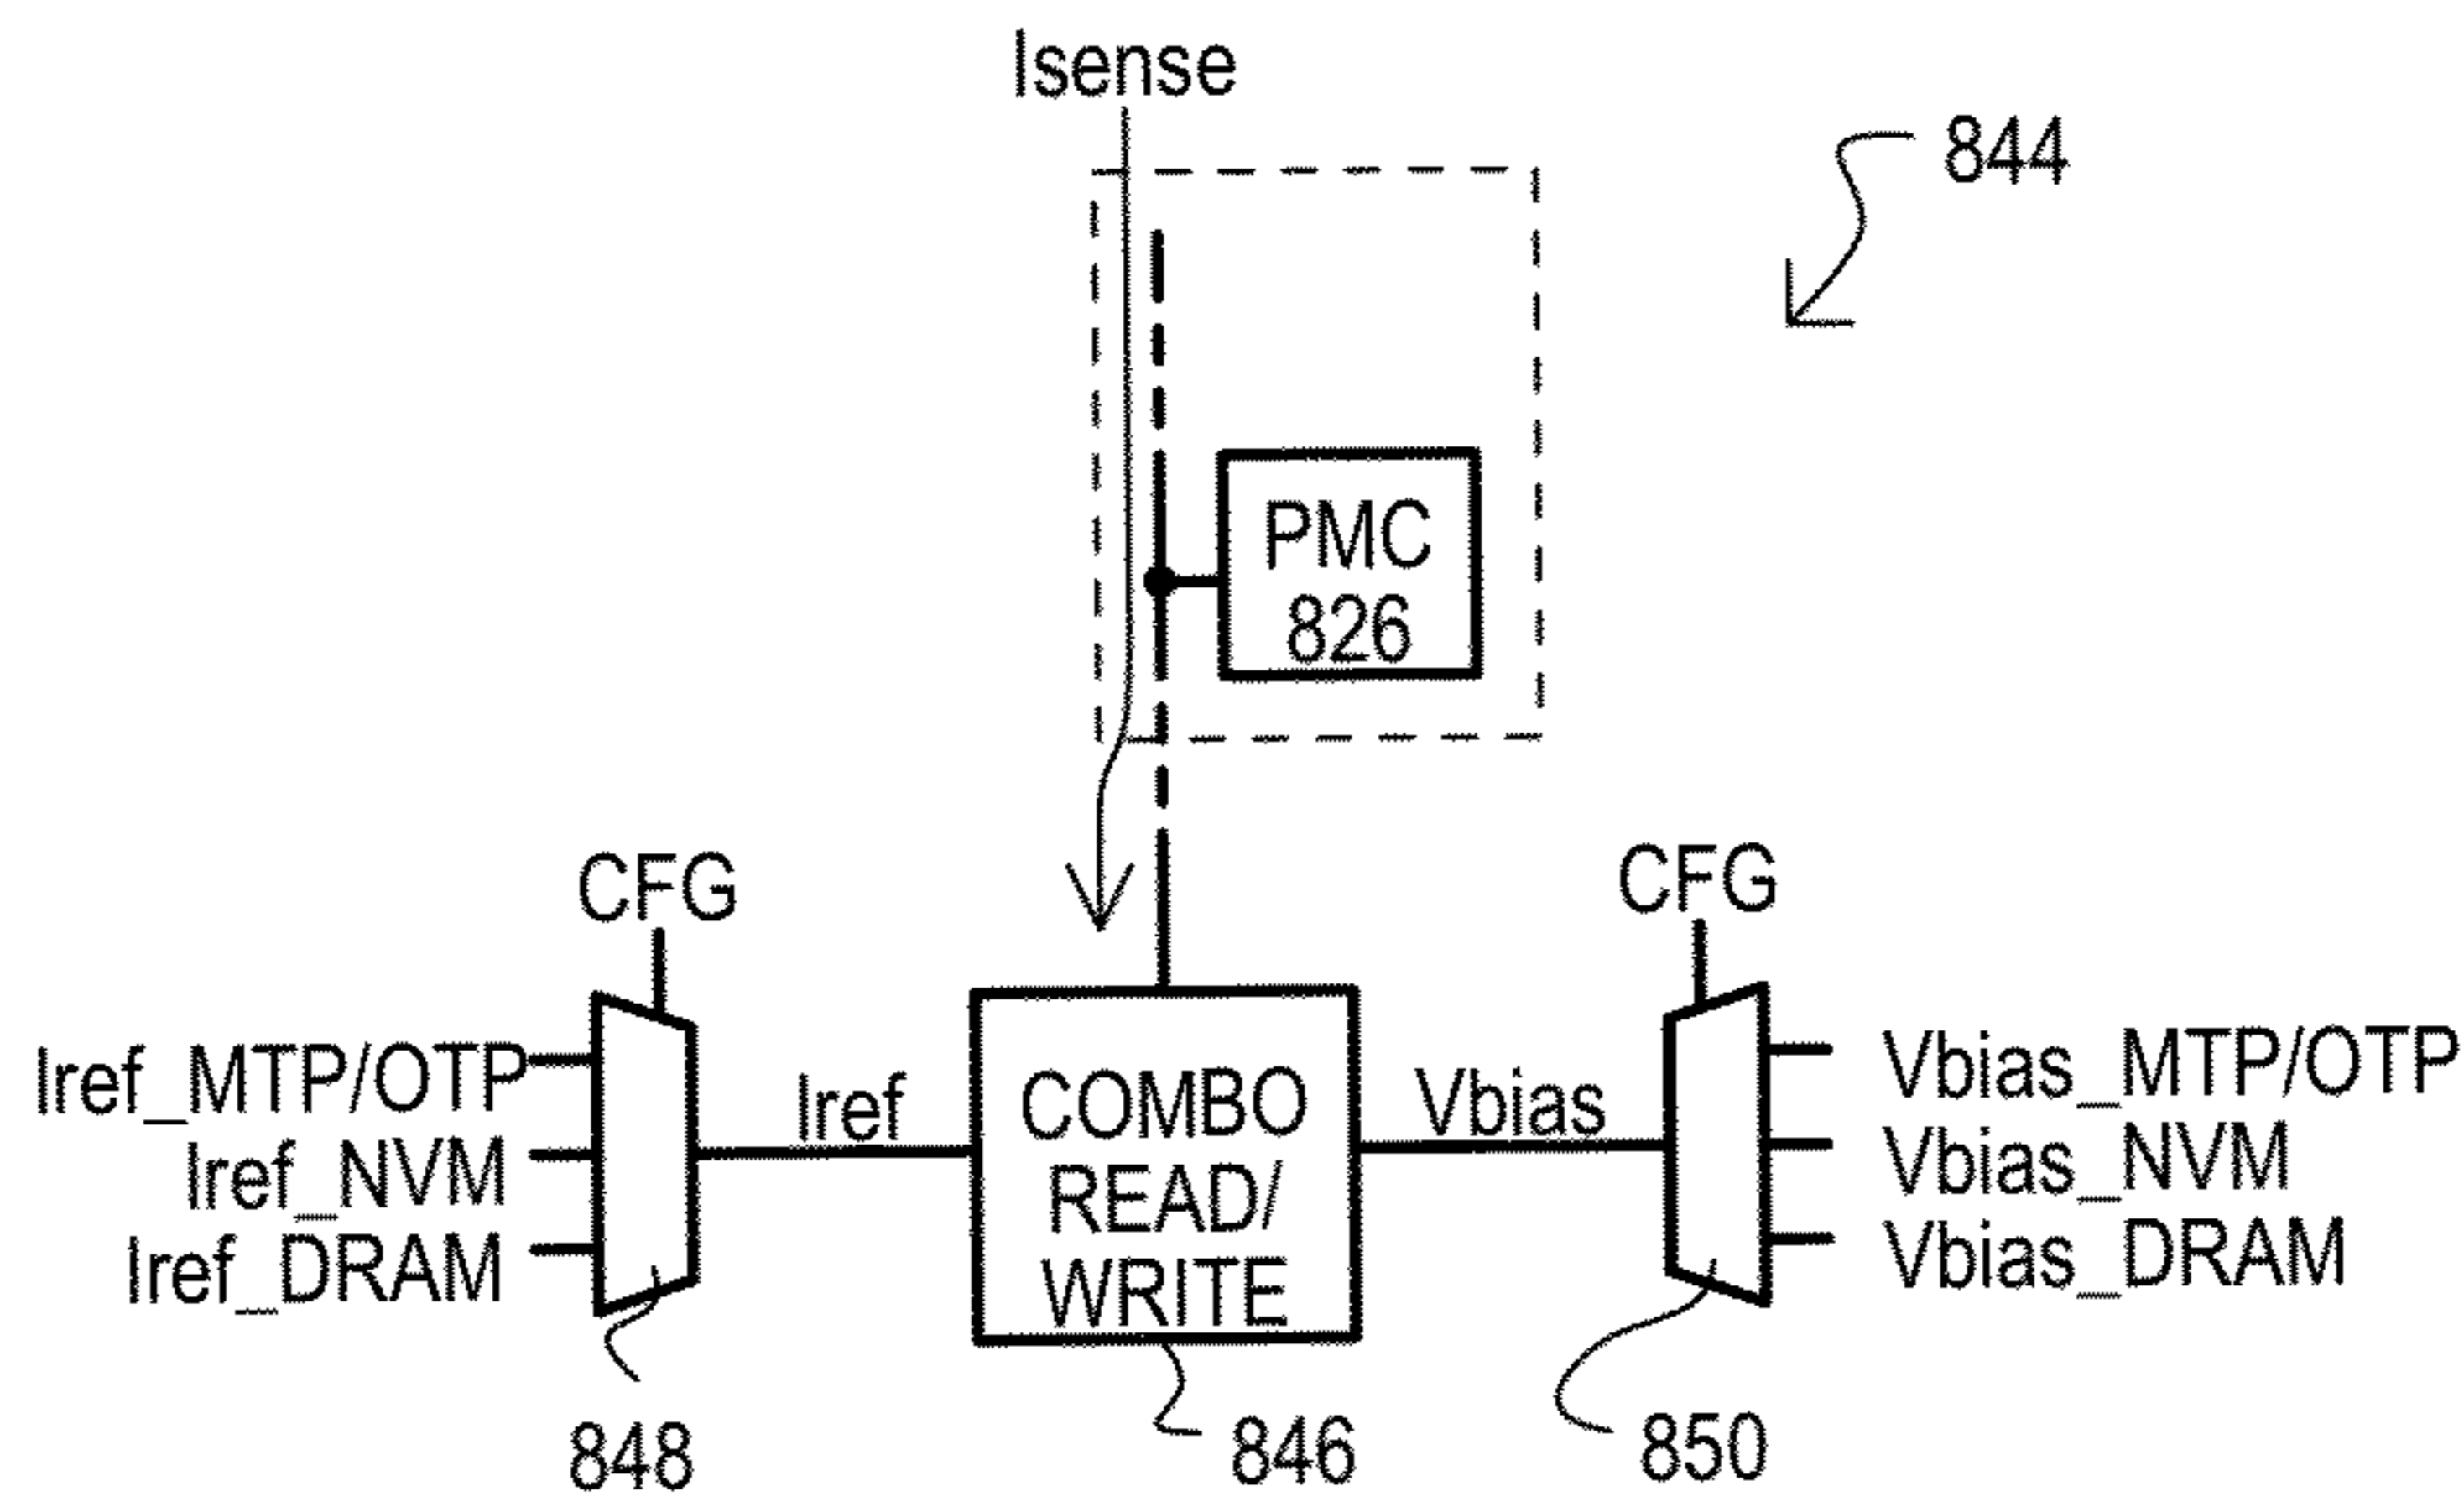 Isense
844
PMC
826
CFG
CFG
Iref_MTP/OTP
Iref_NVM
Iref_DRAM
Iref
COMBO
READ/
WRITE
Vbias
Vbias_MTP/OTP
Vbias_NVM
Vbias_DRAM
848
846
850